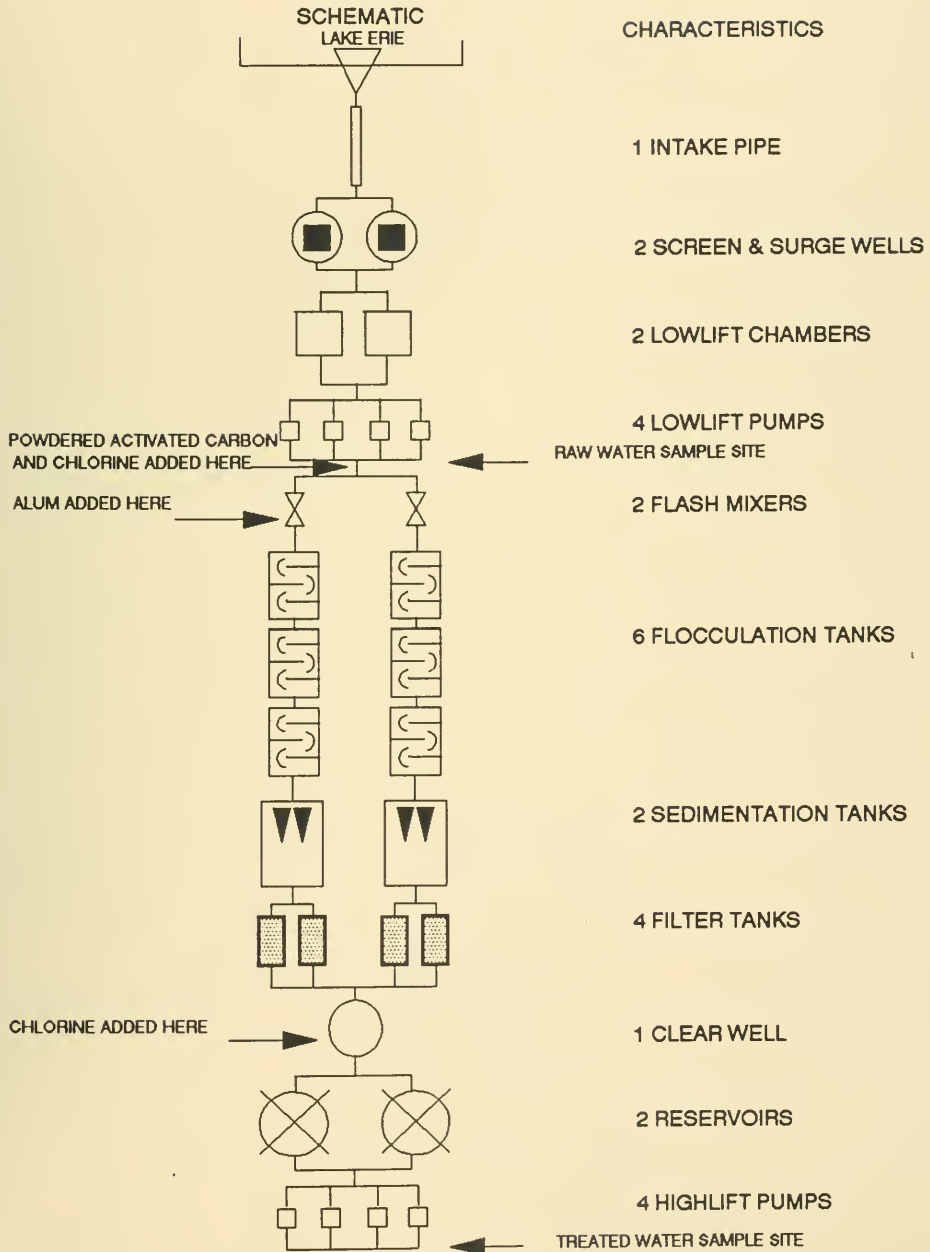 SCHEMATIC
LAKE ERIE
CHARACTERISTICS
1 INTAKE PIPE
2 SCREEN & SURGE WELLS
2 LOWLIFT CHAMBERS
4 LOWLIFT PUMPS
POWDERED ACTIVATED CARBON
AND CHLORINE ADDED HERE
RAW WATER SAMPLE SITE
ALUM ADDED HERE
2 FLASH MIXERS
6 FLOCCULATION TANKS
2 SEDIMENTATION TANKS
4 FILTER TANKS
CHLORINE ADDED HERE
1 CLEAR WELL
2 RESERVOIRS
4 HIGHLIFT PUMPS
TREATED WATER SAMPLE SITE